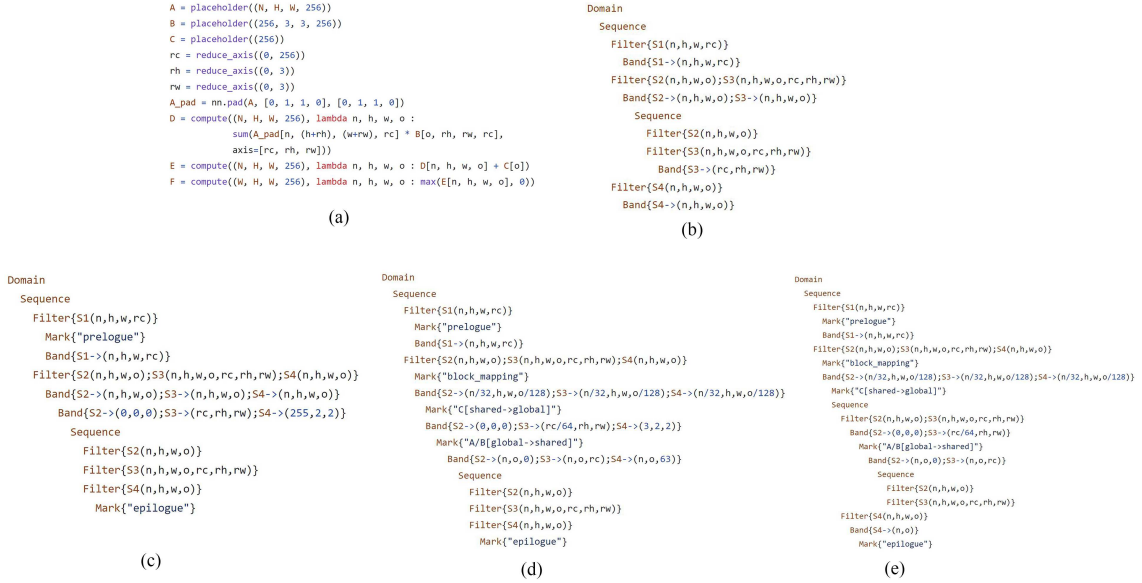 A = placeholder((N, H, W, 256))
B = placeholder((256, 3, 3, 256))
C = placeholder((256))
rc = reduce_axis((0, 256))
rh = reduce_axis((0, 3))
rw = reduce_axis((0, 3))
A_pad = nn.pad(A, [0, 1, 1, 0], [0, 1, 1, 0])
D = compute((N, H, W, 256), lambda n, h, w, o :
sum(A_pad[n, (h+rh), (w+rw), rc] * B[o, rh, rw, rc],
axis=[rc, rh, rw]))
E = compute((N, H, W, 256), lambda n, h, w, o : D[n, h, w, o] + C[o])
F = compute((W, H, W, 256), lambda n, h, w, o : max(E[n, h, w, o], 0))
(a)
Domain
Sequence
Filter{S1(n,h,w,rc)}
Band{S1->(n,h,w,rc)}
Filter{S2(n,h,w,o);S3(n,h,w,o,rc,rh,rw)}
Band{S2->(n,h,w,o);S3->(n,h,w,o)}
Sequence
Filter{S2(n,h,w,o)}
Filter{S3(n,h,w,o,rc,rh,rw)}
Band{S3->(rc,rh,rw)}
Filter{S4(n,h,w,o)}
Band{S4->(n,h,w,o)}
(b)
Domain
Sequence
Filter{S1(n,h,w,rc)}
Mark{"prelogue"}
Band{S1->(n,h,w,rc)}
Filter{S2(n,h,w,o);S3(n,h,w,o,rc,rh,rw);S4(n,h,w,o)}
Band{S2->(n,h,w,o);S3->(n,h,w,o);S4->(n,h,w,o)}
Band{S2->(0,0,0);S3->(rc,rh,rw);S4->(255,2,2)}
Sequence
Filter{S2(n,h,w,o)}
Filter{S3(n,h,w,o,rc,rh,rw)}
Filter{S4(n,h,w,o)}
Mark{"epilogue"}
(c)
Domain
Sequence
Filter{S1(n,h,w,rc)}
Mark{"prelogue"}
Band{S1->(n,h,w,rc)}
Filter{S2(n,h,w,o);S3(n,h,w,o,rc,rh,rw);S4(n,h,w,o)}
Mark{"block_mapping"}
Band{S2->(n/32,h,w,o/128);S3->(n/32,h,w,o/128);S4->(n/32,h,w,o/128)}
Mark{"C[shared->global]"}
Band{S2->(0,0,0);S3->(rc/64,rh,rw);S4->(3,2,2)}
Mark{"A/B[global->shared]"}
Band{S2->(n,o,0);S3->(n,o,rc);S4->(n,o,63)}
Sequence
Filter{S2(n,h,w,o)}
Filter{S3(n,h,w,o,rc,rh,rw)}
Filter{S4(n,h,w,o)}
Mark{"epilogue"}
(d)
Domain
Sequence
Filter{S1(n,h,w,rc)}
Mark{"prelogue"}
Band{S1->(n,h,w,rc)}
Filter{S2(n,h,w,o);S3(n,h,w,o,rc,rh,rw);S4(n,h,w,o)}
Mark{"block_mapping"}
Band{S2->(n/32,h,w,o/128);S3->(n/32,h,w,o/128);S4->(n/32,h,w,o/128)}
Mark{"C[shared->global]"}
Sequence
Filter{S2(n,h,w,o);S3(n,h,w,o,rc,rh,rw)}
Band{S2->(0,0,0);S3->(rc/64,rh,rw)}
Mark{"A/B[global->shared]"}
Band{S2->(n,o,0);S3->(n,o,rc)}
Sequence
Filter{S2(n,h,w,o)}
Filter{S3(n,h,w,o,rc,rh,rw)}
Filter{S4(n,h,w,o)}
Band{S4->(n,o)}
Mark{"epilogue"}
(e)